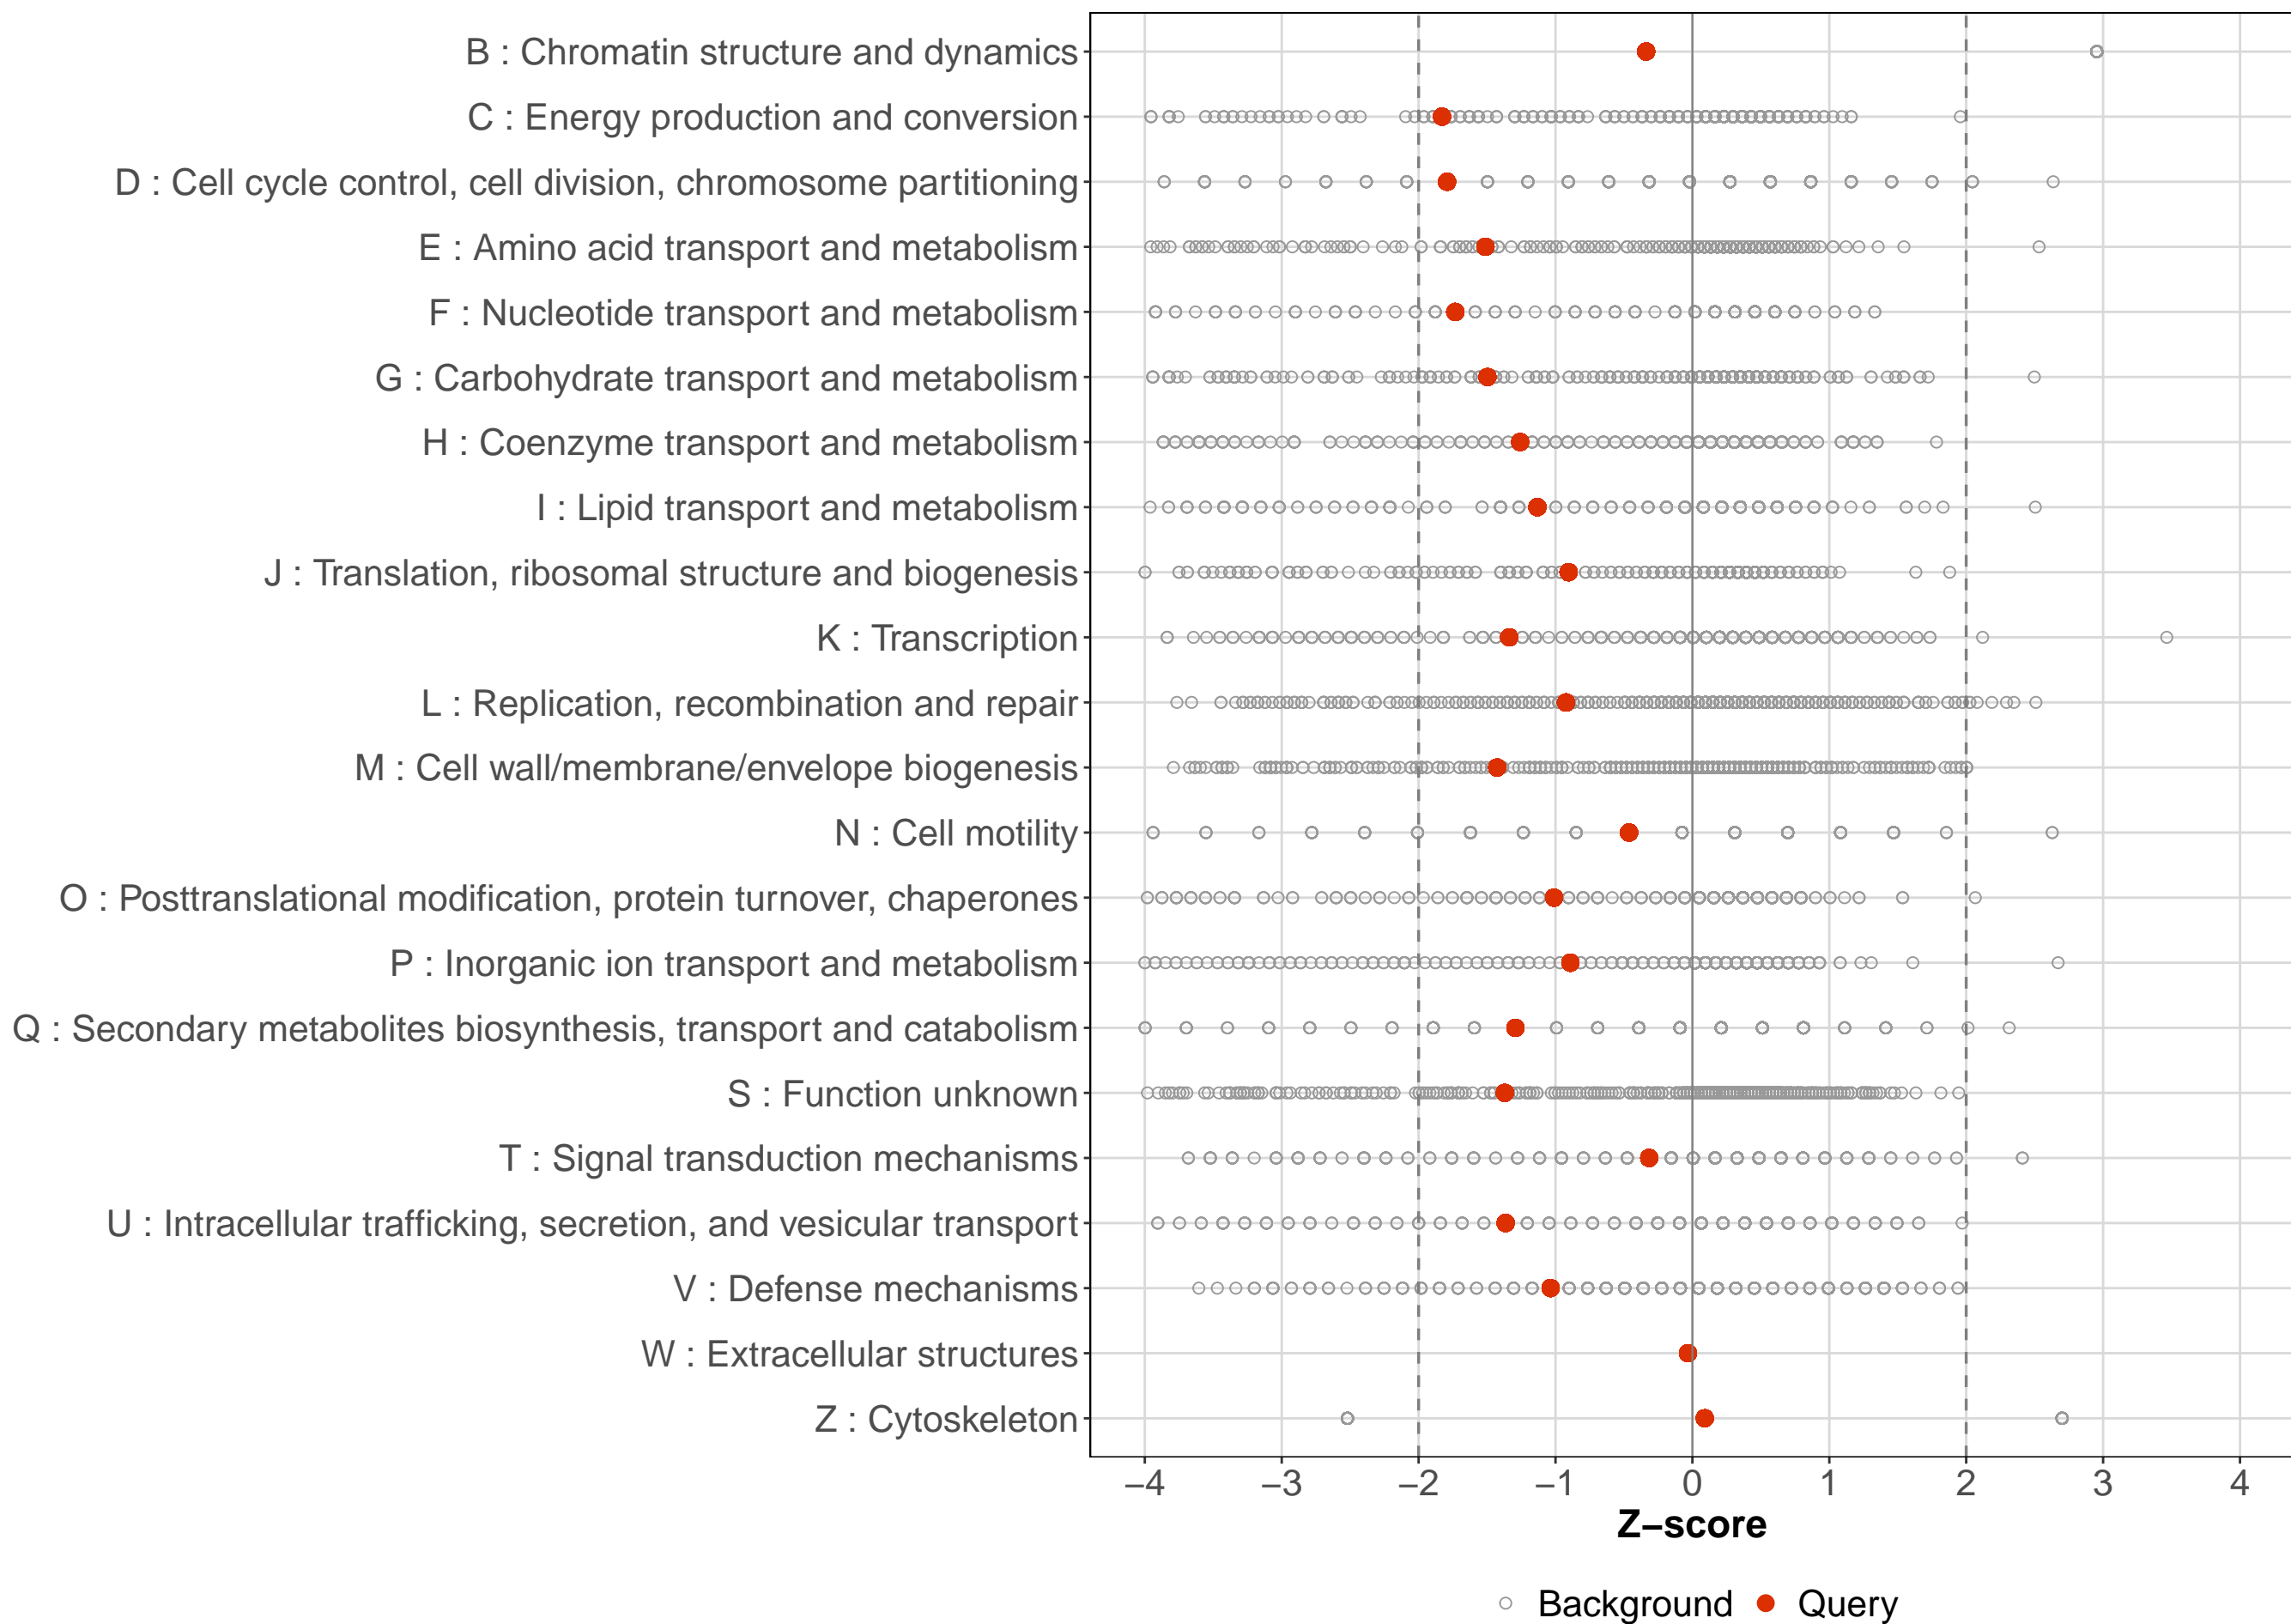 B : Chromatin structure and dynamics
C : Energy production and conversion
D : Cell cycle control, cell division, chromosome partitioning
E : Amino acid transport and metabolism
F : Nucleotide transport and metabolism
G : Carbohydrate transport and metabolism
H : Coenzyme transport and metabolism
I : Lipid transport and metabolism
J : Translation, ribosomal structure and biogenesis
K : Transcription
L : Replication, recombination and repair
M : Cell wall/membrane/envelope biogenesis
N : Cell motility
O : Posttranslational modification, protein turnover, chaperones
P : Inorganic ion transport and metabolism
Q : Secondary metabolites biosynthesis, transport and catabolism
S : Function unknown
T : Signal transduction mechanisms
U : Intracellular trafficking, secretion, and vesicular transport
V : Defense mechanisms
W : Extracellular structures
Z : Cytoskeleton
−4 −3 −2 −1 0 1 2 3 4
Z−score
Background Query